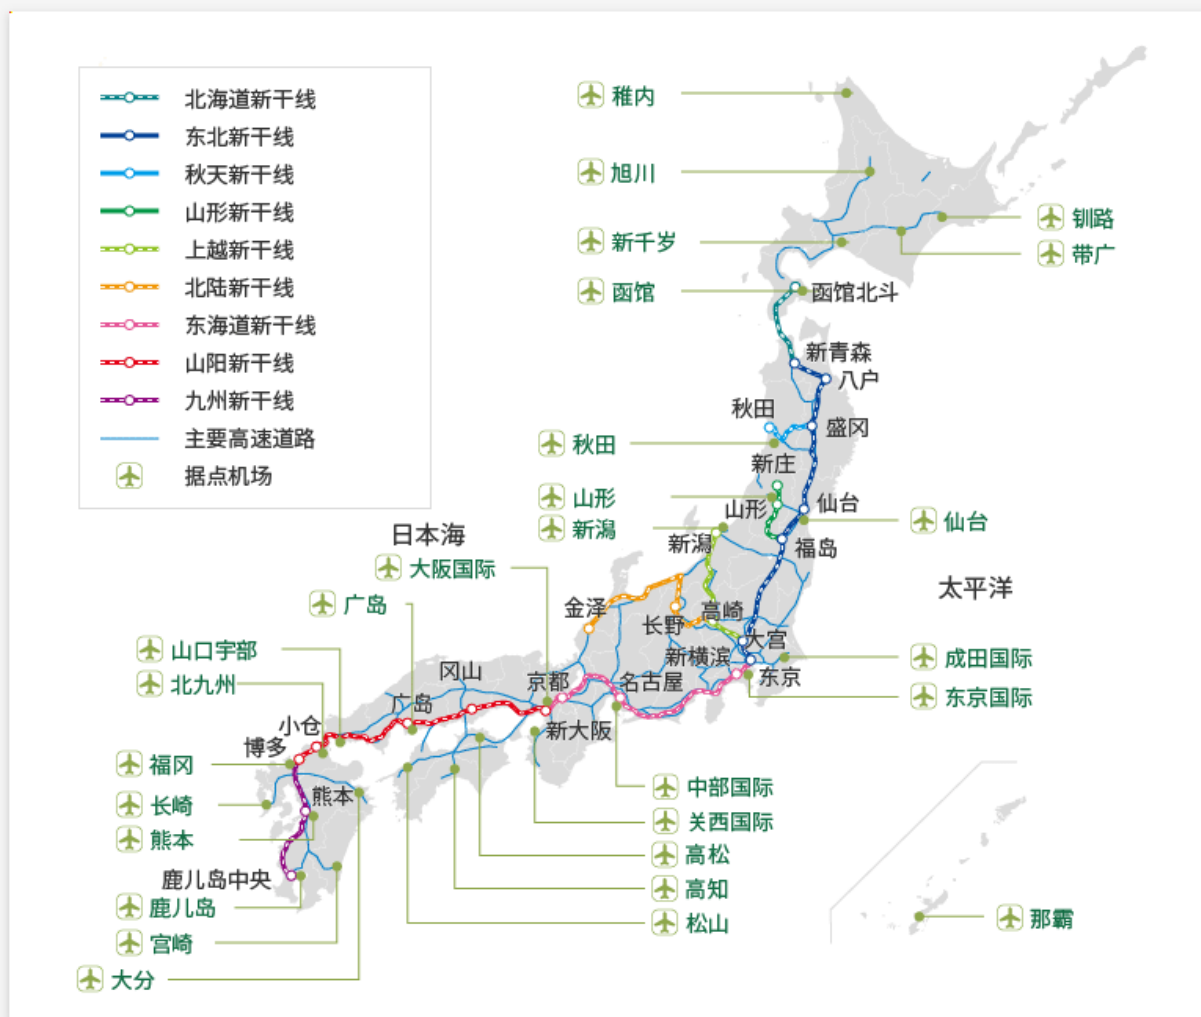 北海道新干线
东北新干线
秋天新干线
山形新干线
上越新干线
北陆新干线
东海道新干线
山阳新干线
九州新干线
主要高速道路
据点机场
稚内
旭川
新千岁
函馆
函馆北斗
钏路
带广
新青森
八户
秋田
盛冈
秋田
新庄
山形
山形
仙台
仙台
新潟
新潟
福岛
日本海
大阪国际
太平洋
广岛
金泽
高崎
长野
大宫
山口宇部
新横滨
成田国际
北九州
冈山
京都
名古屋
东京
东京国际
广岛
小仓
新大阪
博多
福冈
中部国际
长崎
熊本
关西国际
熊本
高松
鹿儿岛中央
高知
鹿儿岛
松山
那霸
宫崎
大分